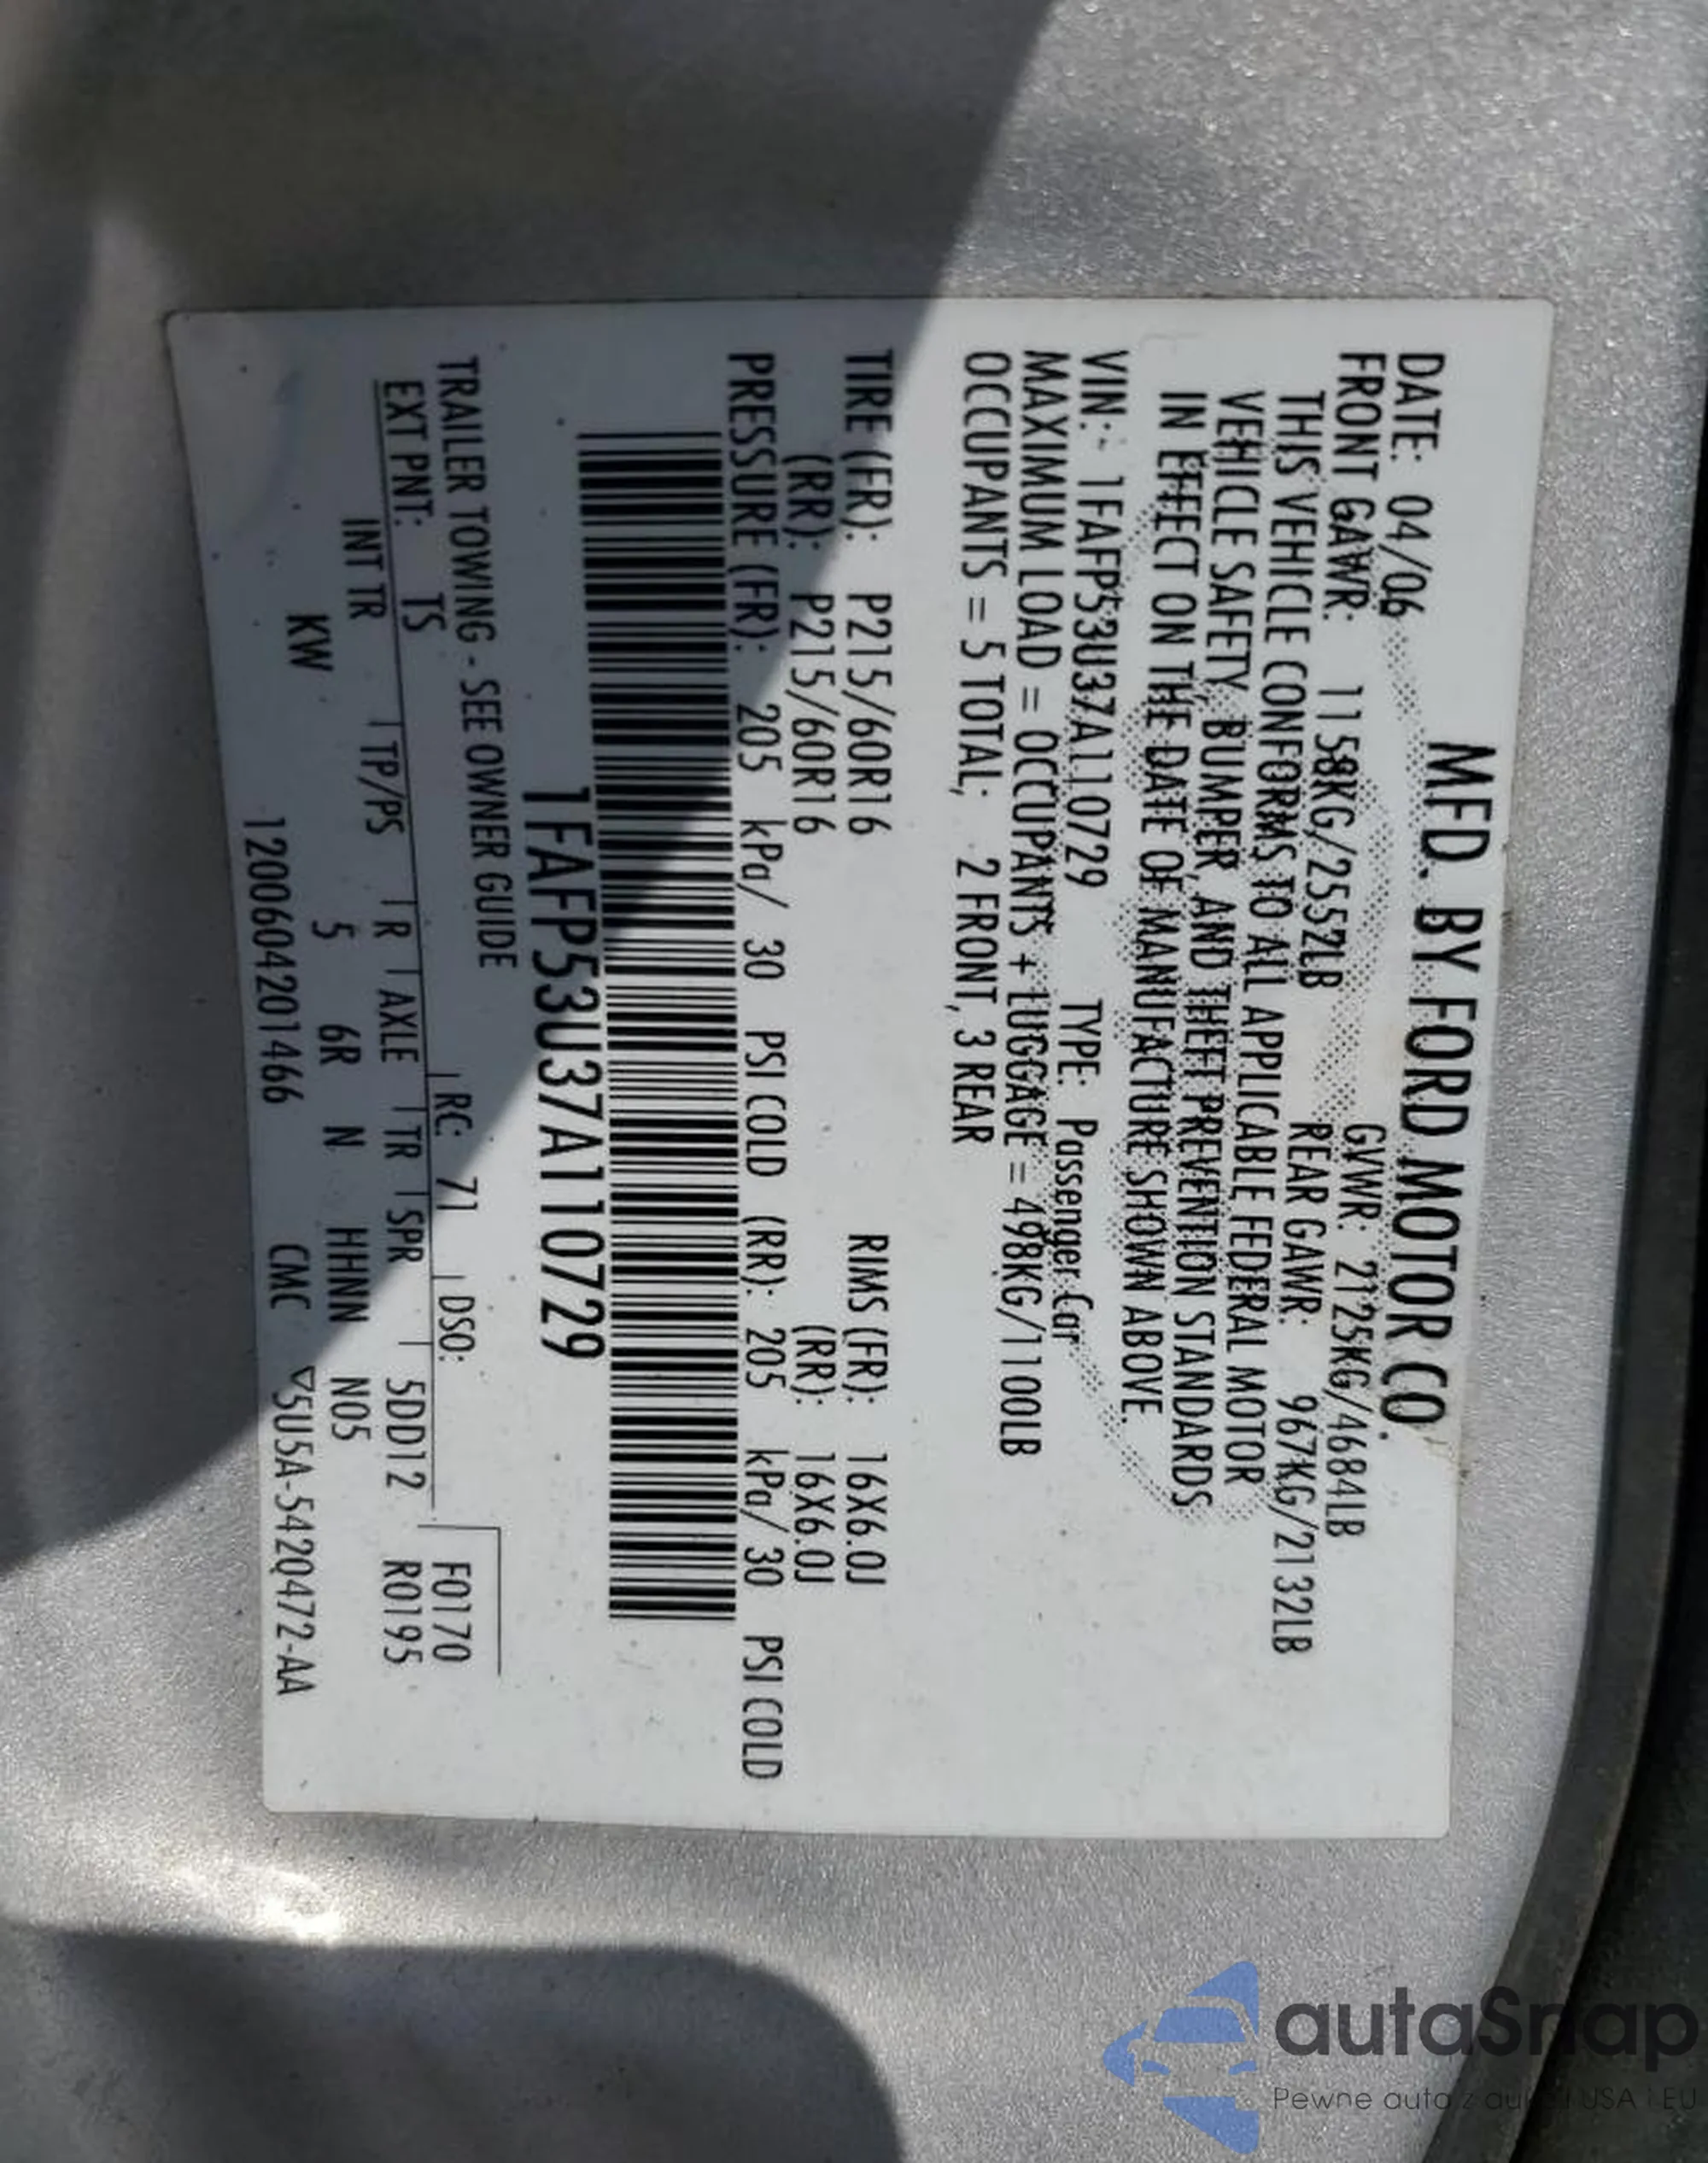 MFD. BY FORD MOTOR CO.
DATE: 04/06 GVWR: 2125KG/4684LB
FRONT GAWR: 1158KG/2552LB REAR GAWR: 967KG/2132LB
THIS VEHICLE CONFORMS TO ALL APPLICABLE FEDERAL MOTOR
VEHICLE SAFETY, BUMPER, AND THEFT PREVENTION STANDARDS
IN EFFECT ON THE DATE OF MANUFACTURE SHOWN ABOVE.
VIN: 1FAFP53U37A110729 TYPE: Passenger Car
MAXIMUM LOAD = OCCUPANTS + LUGGAGE = 498KG/1100LB
OCCUPANTS = 5 TOTAL, 2 FRONT, 3 REAR
TIRE (FR): P215/60R16 RIMS (FR): 16X6.0J
(RR): P215/60R16 (RR): 16X6.0J
PRESSURE (FR): 205 kPa/ 30 PSI COLD (RR): 205 kPa/ 30 PSI COLD
1FAFP53U37A110729
TRAILER TOWING - SEE OWNER GUIDE
F0170
EXT PNT: TS RC: 71 DSO: R0195
INT TR TP/PS R AXLE TR SPR 5DD12
KW 5 6R N HHNN N05
1200604201466 CMC ▽5U5A-5420472-AA
autaSnap
Pewne auto z aukcji USA i EU